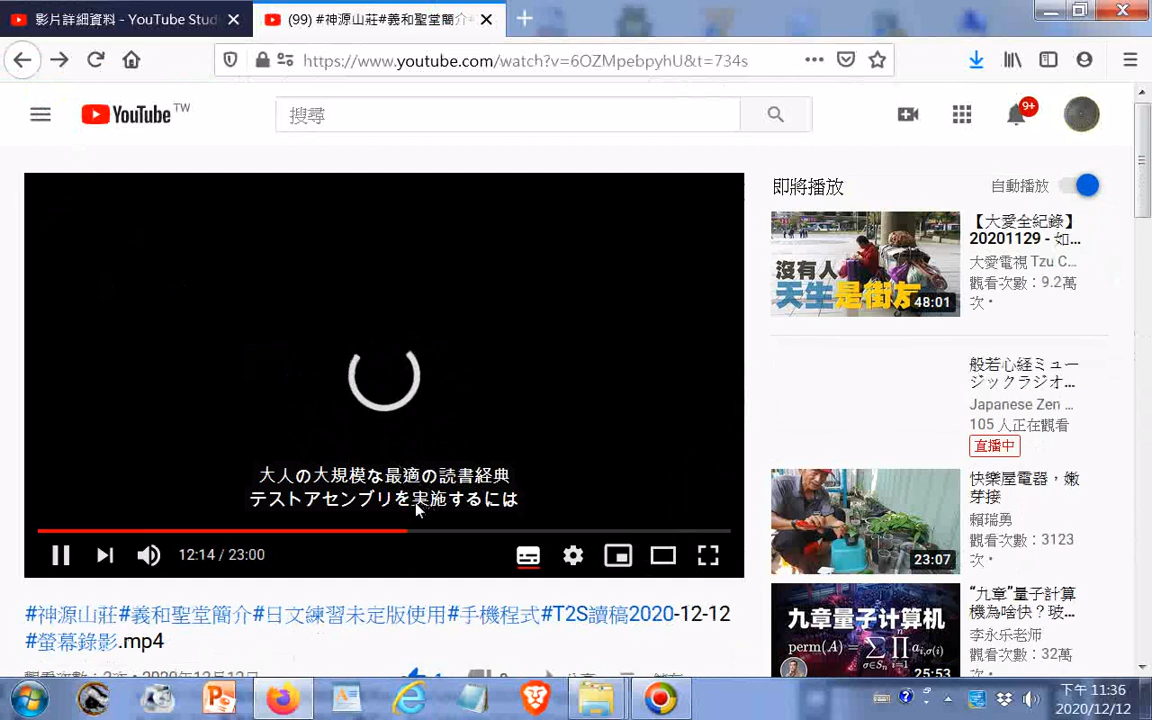 影片詳細資料 - YouTube Stud
(99) #神源山莊#義和聖堂簡介
https://www.youtube.com/watch?v=6OZMpebpyhU&t=734s
YouTube TW
搜尋
9+
大人の大規模な最適の読書経典
テストアセンブリを実施するには
12:14 / 23:00
#神源山莊#義和聖堂簡介#日文練習未定版使用#手機程式#T2S讀稿2020-12-12
#螢幕錄影.mp4
即將播放
自動播放
沒有人
天生是街友
48:01
【大愛全紀錄】
20201129 - 如...
大愛電視 Tzu C...
觀看次數：9.2萬
次・
般若心経ミュー
ジックラジオ...
Japanese Zen ...
105 人正在觀看
直播中
23:07
快樂屋電器，嫩
芽接
賴瑞勇
觀看次數：3123
次・
九章量子计算机
perm(A) = ∑ ∏ a i,σ(i)
σ∈Sn i=1
25:53
“九章”量子計算
機為啥快？玻...
李永乐老师
觀看次數：32萬
下午 11:36
2020/12/12